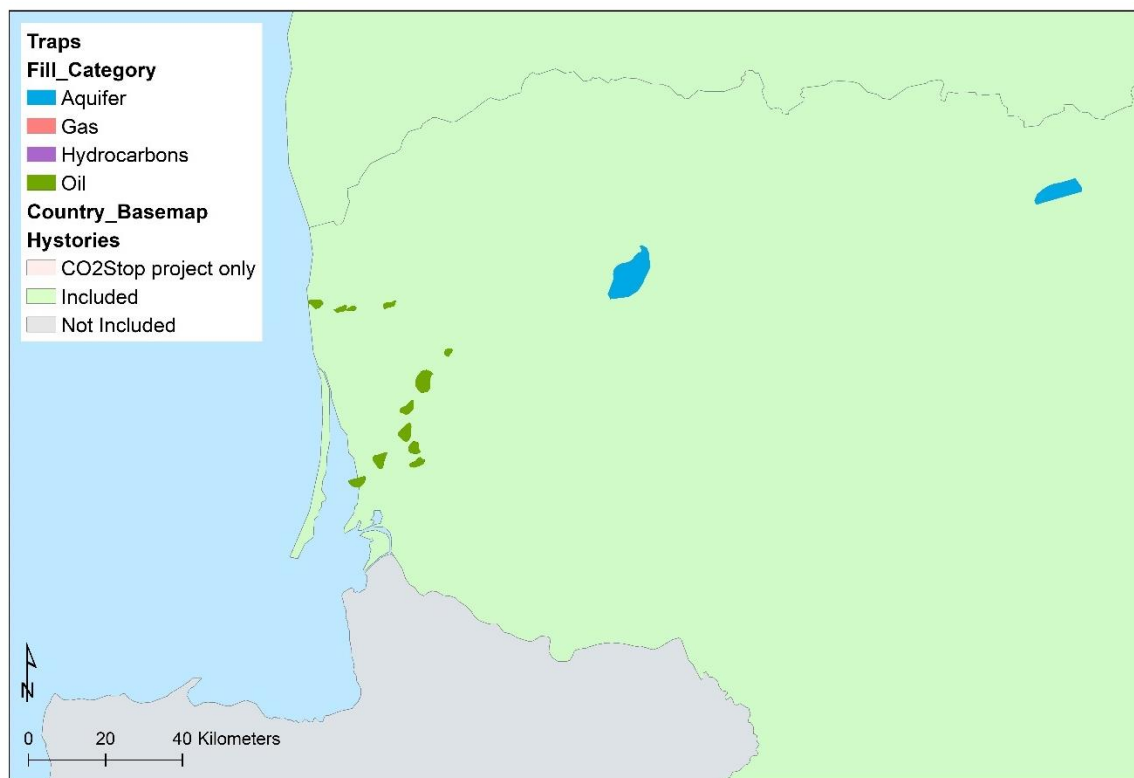 Traps
Fill_Category
Aquifer
Gas
Hydrocarbons
Oil
Country_Basemap
Hystories
CO2Stop project only
Included
Not Included
N
0 20 40 Kilometers